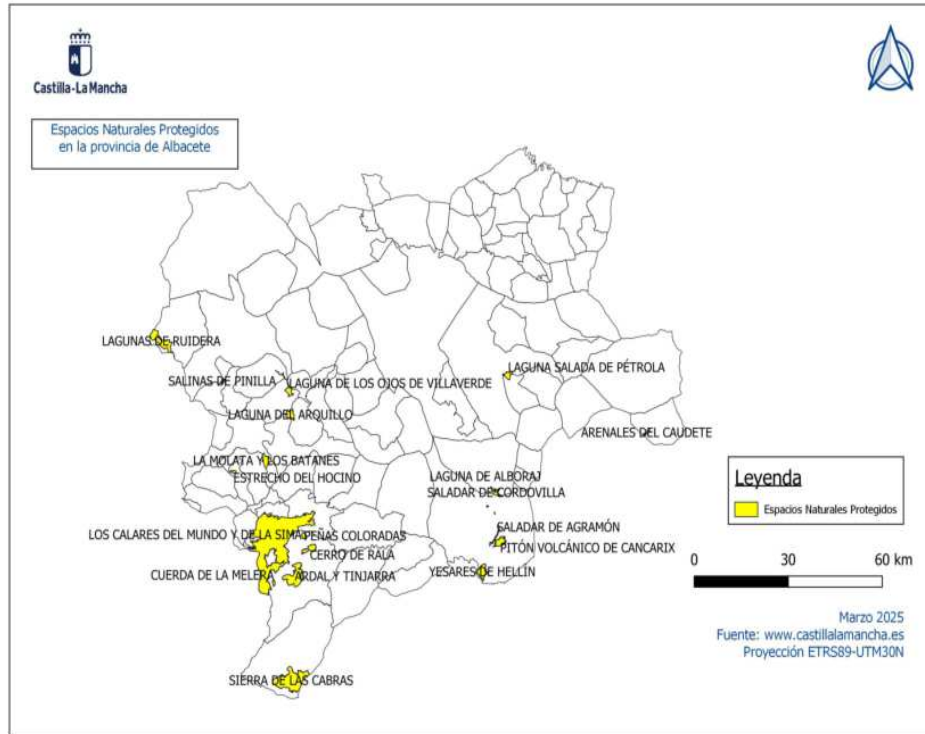 Castilla-La Mancha
Espacios Naturales Protegidos
en la provincia de Albacete
LAGUNAS DE RUIDERA
SALINAS DE PINILLA
LAGUNA DE LOS OJOS DE VILLAVERDE
LAGUNA SALADA DE PÉTROLA
LAGUNA DEL ARQUILLO
ARENALES DEL CAUDETE
LA MOLATA Y LOS BATANES
ESTRECHO DEL HOCINO
LAGUNA DE ALBORAJ
SALADAR DE CORDOVILLA
LOS CALARES DEL MUNDO Y DE LA SIMA
PEÑAS COLORADAS
SALADAR DE AGRAMÓN
CERRO DE RALA
PITÓN VOLCÁNICO DE CANCARIX
CUERDA DE LA MELERA
ARDAL Y TINJARRA
YESARES DE HELLIN
SIERRA DE LAS CABRAS
Leyenda
Espacios Naturales Protegidos
0 30 60 km
Marzo 2025
Fuente: www.castillalamancha.es
Proyección ETRS89-UTM30N